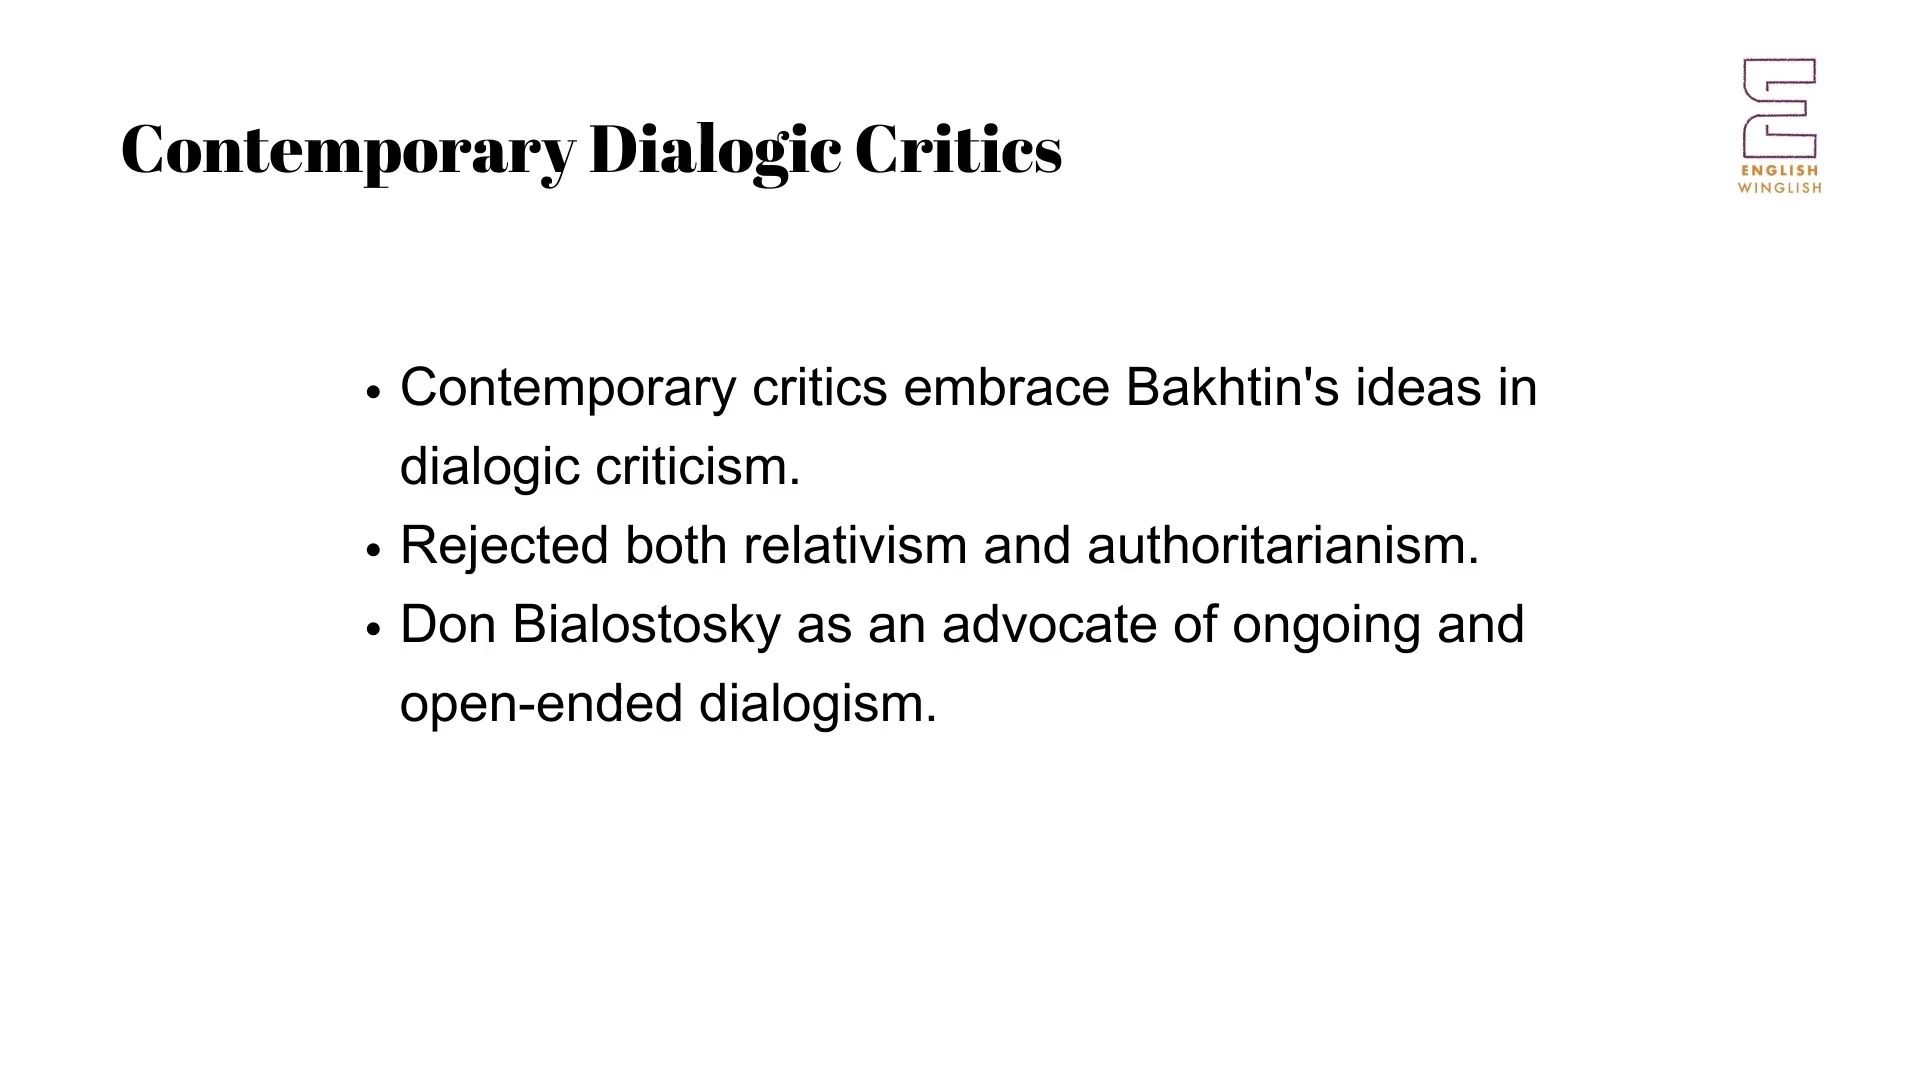 Contemporary Dialogic Critics
ENGLISH
WINGLISH
• Contemporary critics embrace Bakhtin's ideas in
dialogic criticism.
• Rejected both relativism and authoritarianism.
• Don Bialostosky as an advocate of ongoing and
open-ended dialogism.